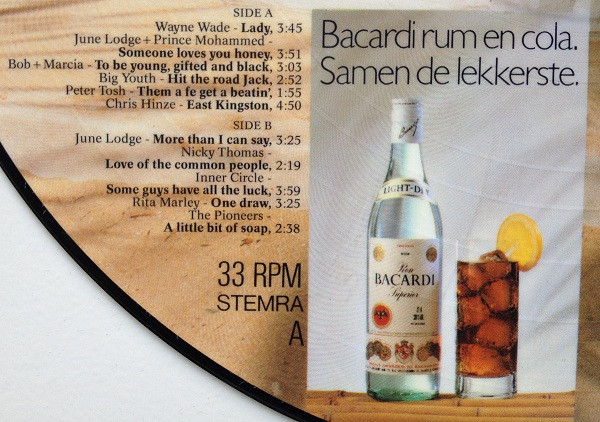 SIDE A
Wayne Wade - Lady, 3:45
June Lodge + Prince Mohammed -
Someone loves you honey, 3:51
Bob + Marcia - To be young, gifted and black, 3:03
Big Youth - Hit the road Jack, 2:52
Peter Tosh - Them a fe get a beatin', 1:55
Chris Hinze - East Kingston, 4:50
SIDE B
June Lodge - More than I can say, 3:25
Nicky Thomas -
Love of the common people, 2:19
Inner Circle -
Some guys have all the luck, 3:59
Rita Marley - One draw, 3:25
The Pioneers -
A little bit of soap, 2:38
33 RPM
STEMRA
A
Bacardi rum en cola.
Samen de lekkerste.
LIGHT-DRY
Ron
BACARDI
Superior